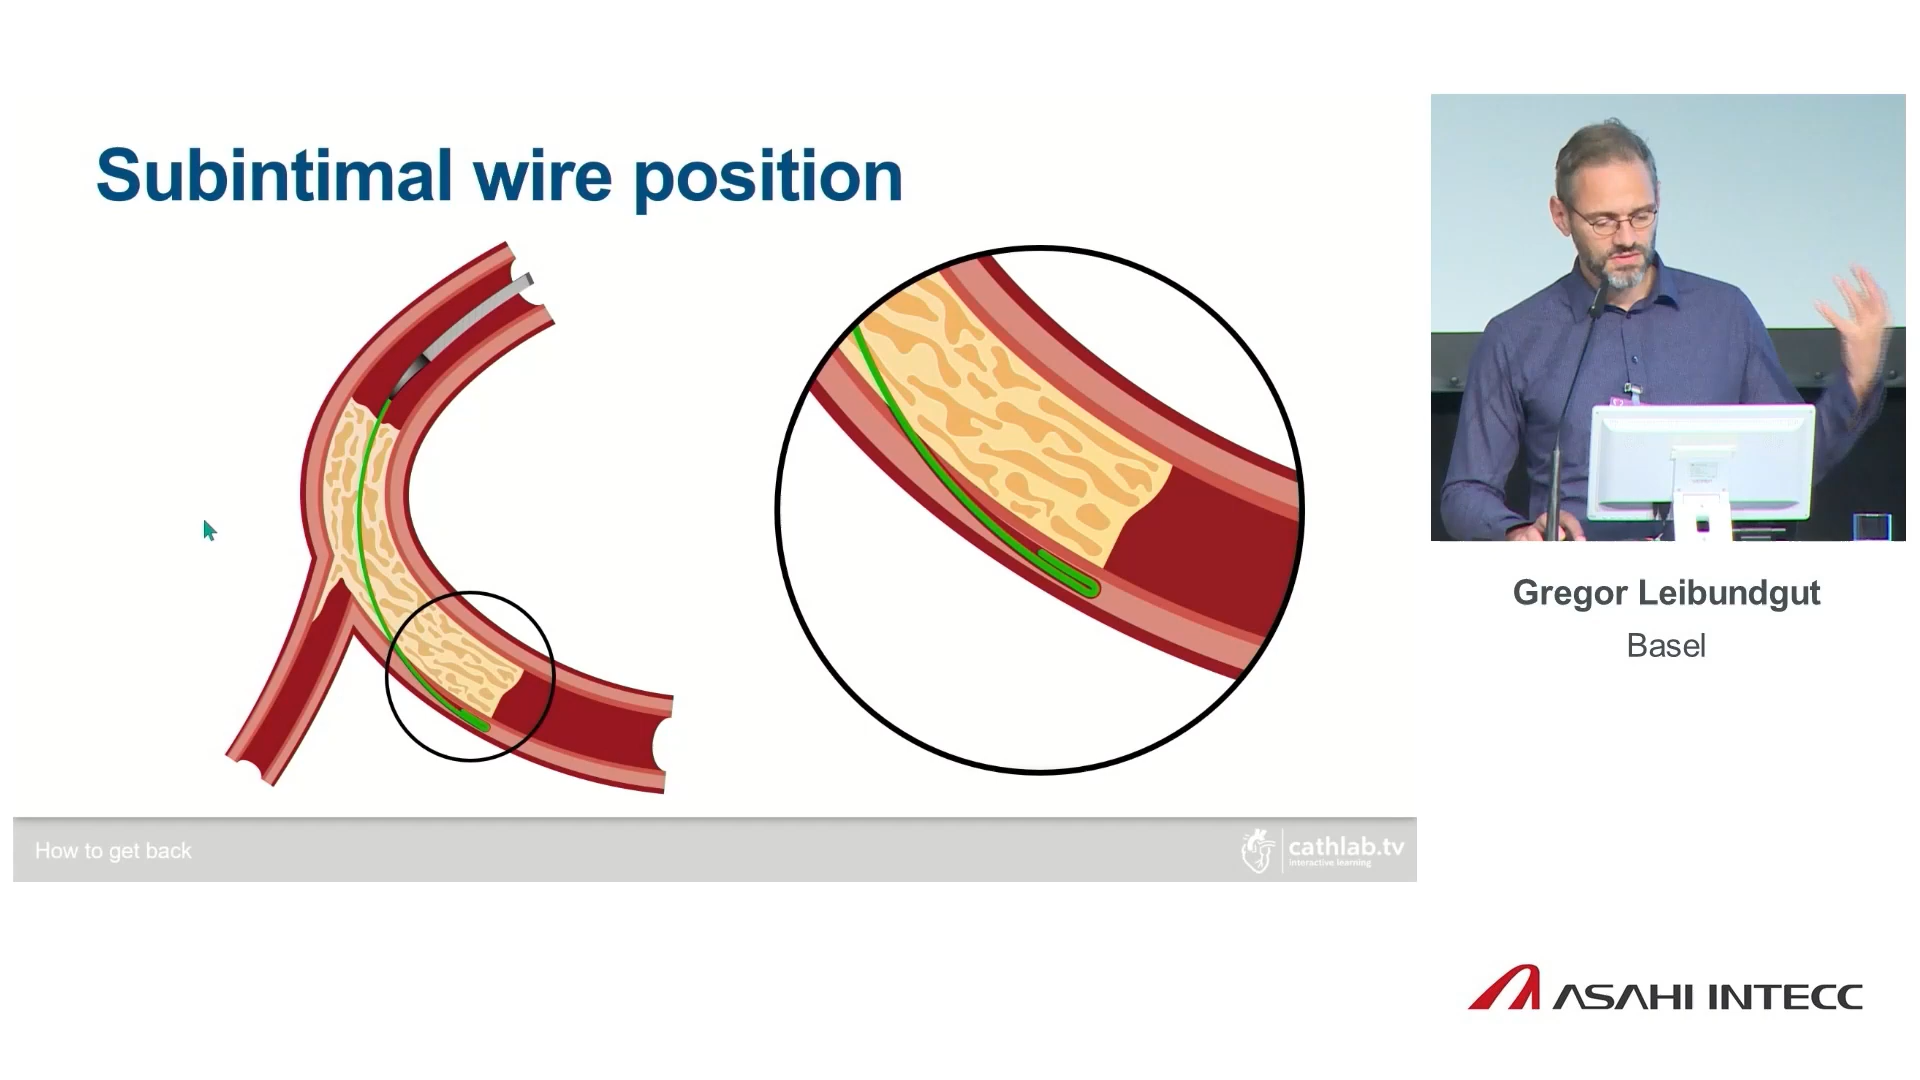 Subintimal wire position
How to get back
cathlab.tv
interactive learning
Gregor Leibundgut
Basel
ASAHI INTECC